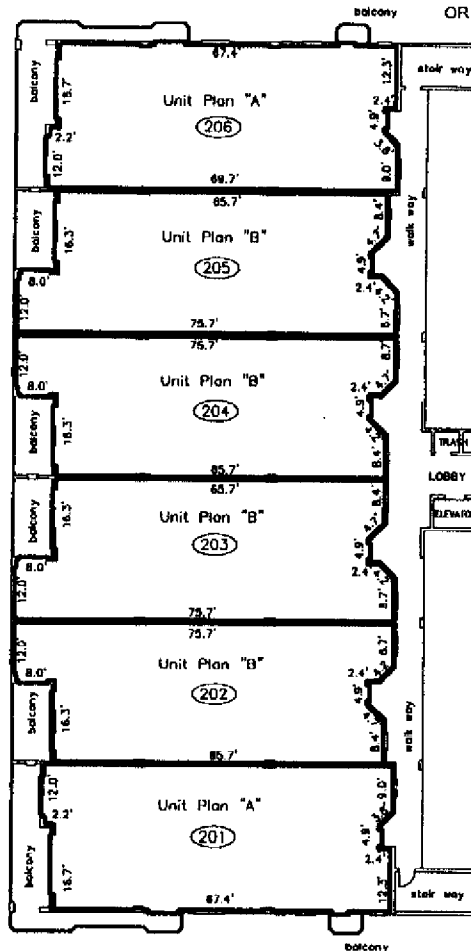 balcony OR
67.4' 12.3' stair way
balcony 16.7' Unit Plan "A" 2.4'
206 4.9'
2.2'
12.0' 69.7' 9.0'
65.7' 8.4' walk way
balcony 16.3' Unit Plan "B"
205 4.9'
8.0' 2.4'
12.0' 75.7' 8.7'
12.0' 75.7' 8.7'
8.0' Unit Plan "B" 2.4'
204 4.9'
balcony 16.3' 8.4' TRASH
65.7' LOBBY
65.7' 8.4'
balcony 16.3' Unit Plan "B"
203 4.9'
8.0' 2.4'
12.0' 75.7' 8.7'
75.7'
12.0' Unit Plan "B"
8.0' 202 2.4'
4.9'
balcony 16.3' 8.4' walk way
65.7'
12.0' 9.0'
Unit Plan "A"
2.2' 201 4.9'
2.4'
balcony 16.7' 12.3' stair way
67.4'
balcony